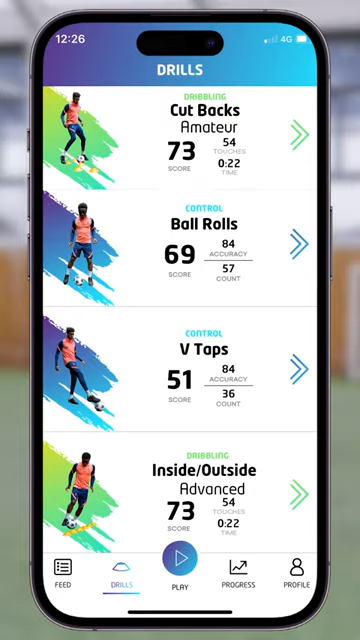 12:26
4G
DRILLS
DRIBBLING
Cut Backs
Amateur
73
SCORE
54
TOUCHES
0:22
TIME
CONTROL
Ball Rolls
69
SCORE
84
ACCURACY
57
COUNT
CONTROL
V Taps
51
SCORE
84
ACCURACY
36
COUNT
DRIBBLING
Inside/Outside
Advanced
73
SCORE
54
TOUCHES
0:22
TIME
FEED
DRILLS
PLAY
PROGRESS
PROFILE